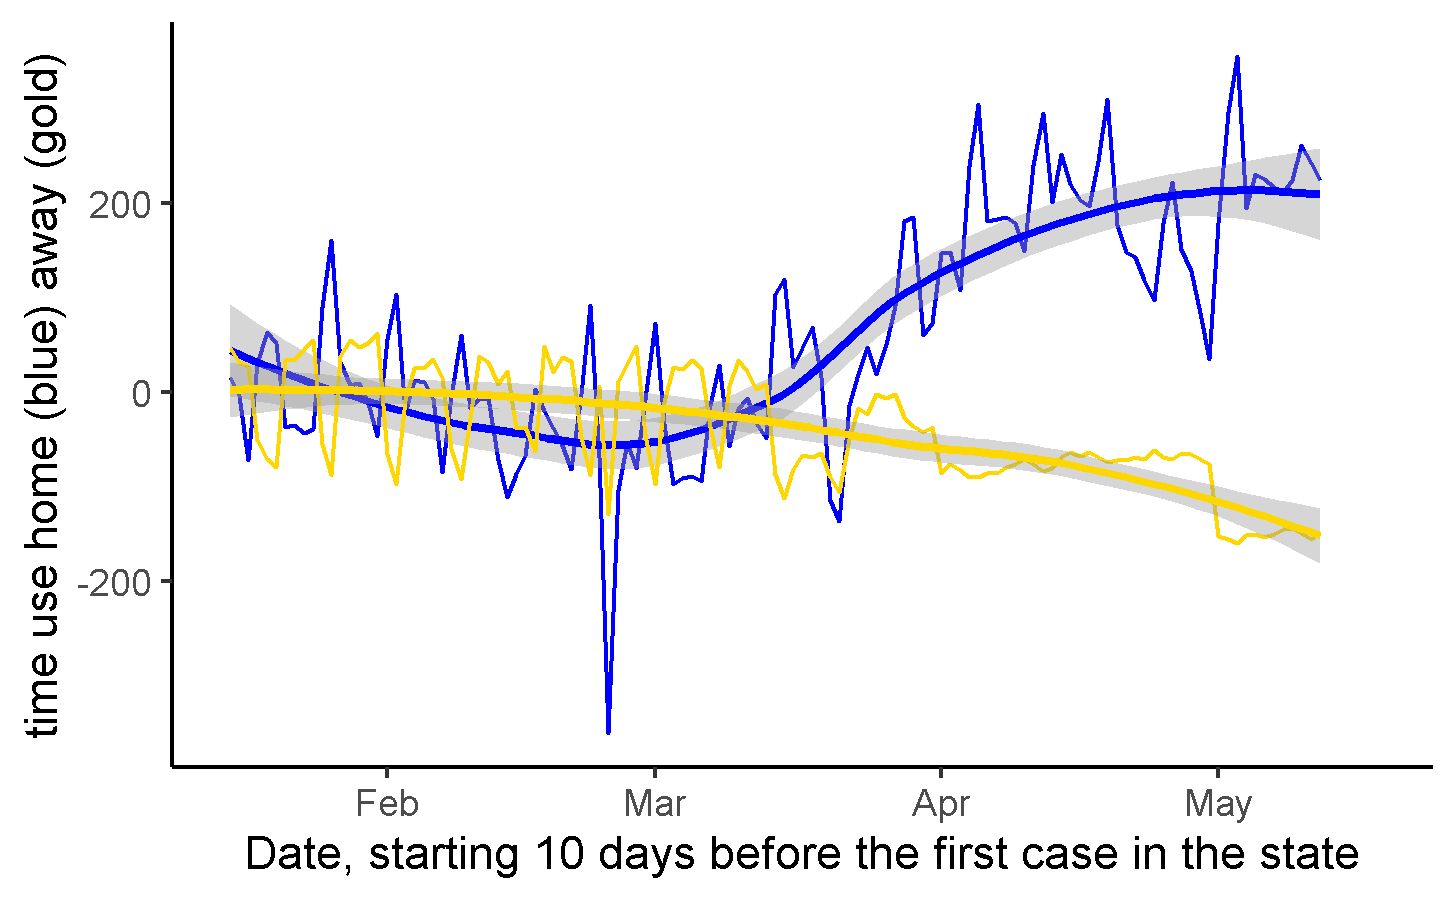 time use home (blue) away (gold)
200
0
-200
Feb
Mar
Apr
May
Date, starting 10 days before the first case in the state